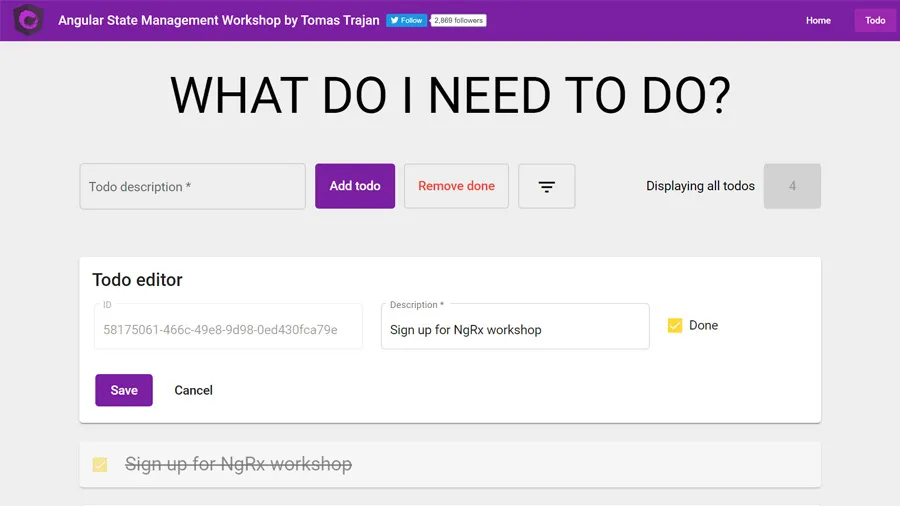 Angular State Management Workshop by Tomas Trajan Follow 2,869 followers Home Todo
WHAT DO I NEED TO DO?
Todo description * Add todo Remove done Displaying all todos 4
Todo editor
ID Description *
58175061-466c-49e8-9d98-0ed430fca79e Sign up for NgRx workshop Done
Save Cancel
Sign up for NgRx workshop